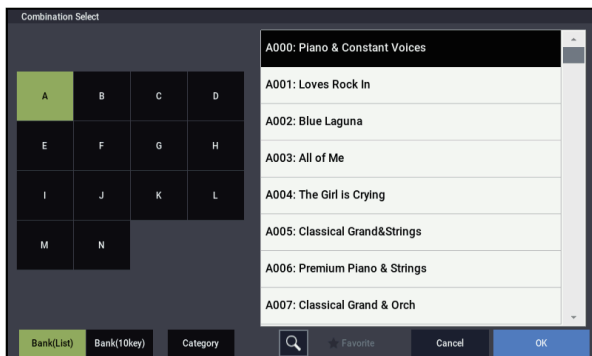 Combination Select
A B C D
E F G H
I J K L
M N
A000: Piano & Constant Voices
A001: Loves Rock In
A002: Blue Laguna
A003: All of Me
A004: The Girl is Crying
A005: Classical Grand&Strings
A006: Premium Piano & Strings
A007: Classical Grand & Orch
Bank(List) Bank(10key) Category Favorite Cancel OK